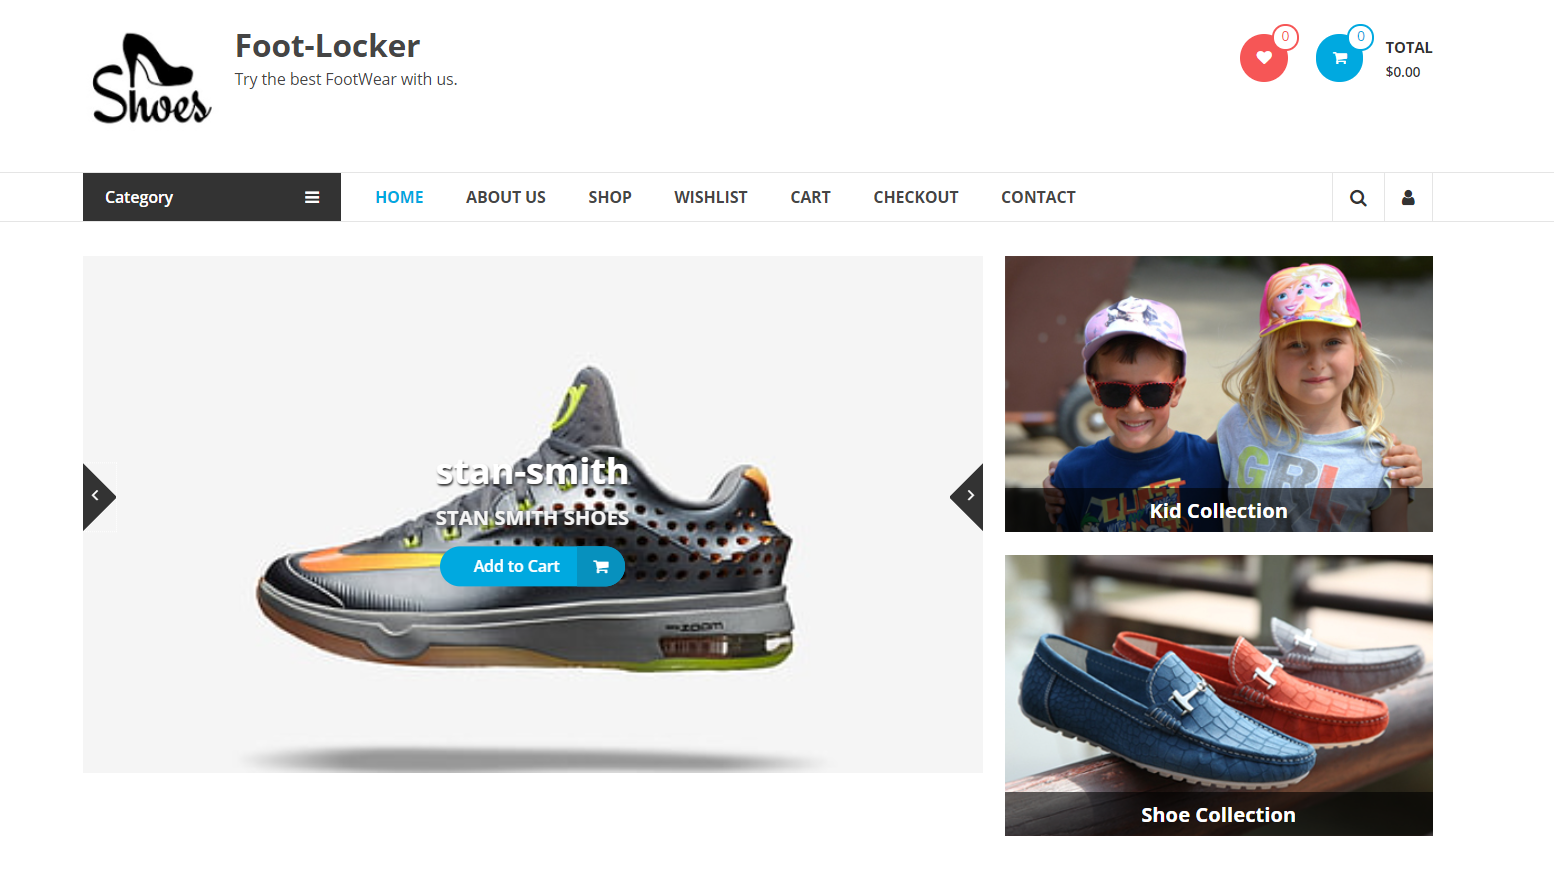 Shoes
Foot-Locker
Try the best FootWear with us.
0
0
TOTAL
$0.00
Category
HOME
ABOUT US
SHOP
WISHLIST
CART
CHECKOUT
CONTACT
stan-smith
STAN SMITH SHOES
Add to Cart
ZOOM
GRL
Kid Collection
Shoe Collection